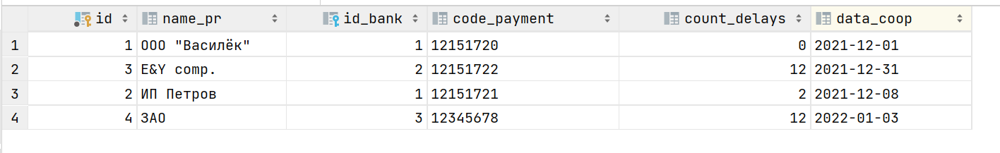 id name_pr id_bank code_payment count_delays data_coop
1 1 ООО "Василёк" 1 12151720 0 2021-12-01
2 3 E&Y comp. 2 12151722 12 2021-12-31
3 2 ИП Петров 1 12151721 2 2021-12-08
4 4 ЗАО 3 12345678 12 2022-01-03